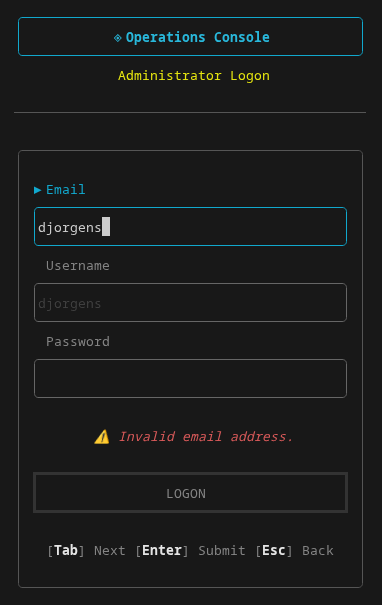 ◈ Operations Console
Administrator Logon
▶ Email
djorgens
Username
djorgens
Password
⚠️ Invalid email address.
LOGON
[Tab] Next [Enter] Submit [Esc] Back